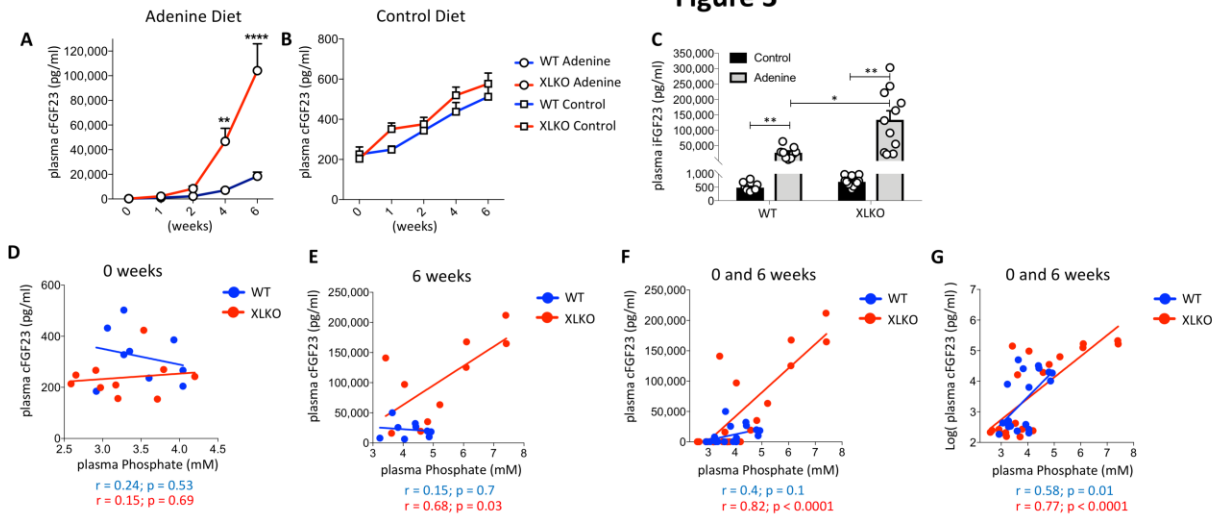 Figure 3
Adenine Diet
Control Diet
A
B
C
plasma cFGF23 (pg/ml)
120,000
100,000
80,000
60,000
40,000
20,000
0
**
****
0 1 2 4 6
(weeks)
plasma cFGF23 (pg/ml)
800
600
400
200
0
0 1 2 4 6
(weeks)
WT Adenine
XLKO Adenine
WT Control
XLKO Control
plasma iFGF23 (pg/ml)
350,000
300,000
250,000
200,000
150,000
100,000
50,000
1,000
500
0
Control
Adenine
**
*
**
WT XLKO
D
0 weeks
plasma cFGF23 (pg/ml)
600
400
200
0
2.5 3.0 3.5 4.0 4.5
plasma Phosphate (mM)
WT
XLKO
r = 0.24; p = 0.53
r = 0.15; p = 0.69
E
6 weeks
plasma cFGF23 (pg/ml)
250,000
200,000
150,000
100,000
50,000
0
3 4 5 6 7 8
plasma Phosphate (mM)
WT
XLKO
r = 0.15; p = 0.7
r = 0.68; p = 0.03
F
0 and 6 weeks
plasma cFGF23 (pg/ml)
250,000
200,000
150,000
100,000
50,000
0
3 4 5 6 7 8
plasma Phosphate (mM)
WT
XLKO
r = 0.4; p = 0.1
r = 0.82; p < 0.0001
G
0 and 6 weeks
Log( plasma cFGF23 (pg/ml) )
7
6
5
4
3
2
3 4 5 6 7 8
plasma Phosphate (mM)
WT
XLKO
r = 0.58; p = 0.01
r = 0.77; p < 0.0001